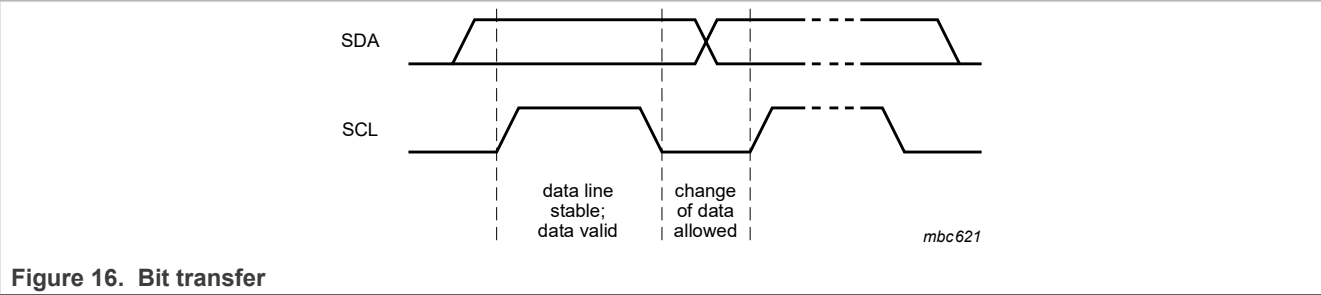 SDA
SCL
data line
stable;
data valid
change
of data
allowed
mbc621
Figure 16. Bit transfer